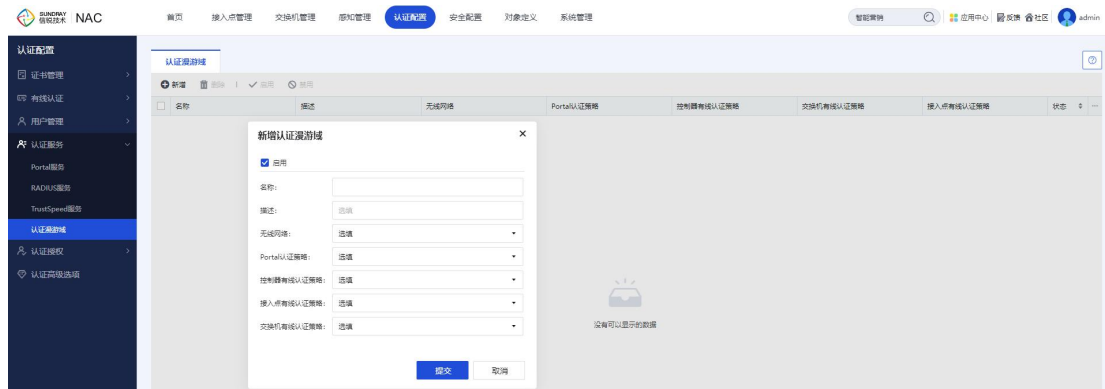 SUNDRAY
信锐技术 NAC 首页 接入点管理 交换机管理 感知管理 认证配置 安全配置 对象定义 系统管理 智能营销 应用中心 反馈 社区 admin
认证配置
认证漫游域
证书管理
新增 删除 启用 禁用
有线认证
名称 描述 无线网络 Portal认证策略 控制器有线认证策略 交换机有线认证策略 接入点有线认证策略 状态
用户管理
新增认证漫游域
认证服务
启用
Portal服务
名称:
RADIUS服务
描述: 选填
TrustSpeed服务
认证漫游域
无线网络: 选填
认证授权
Portal认证策略: 选填
认证高级选项
控制器有线认证策略: 选填
接入点有线认证策略: 选填
交换机有线认证策略: 选填
没有可以显示的数据
提交 取消